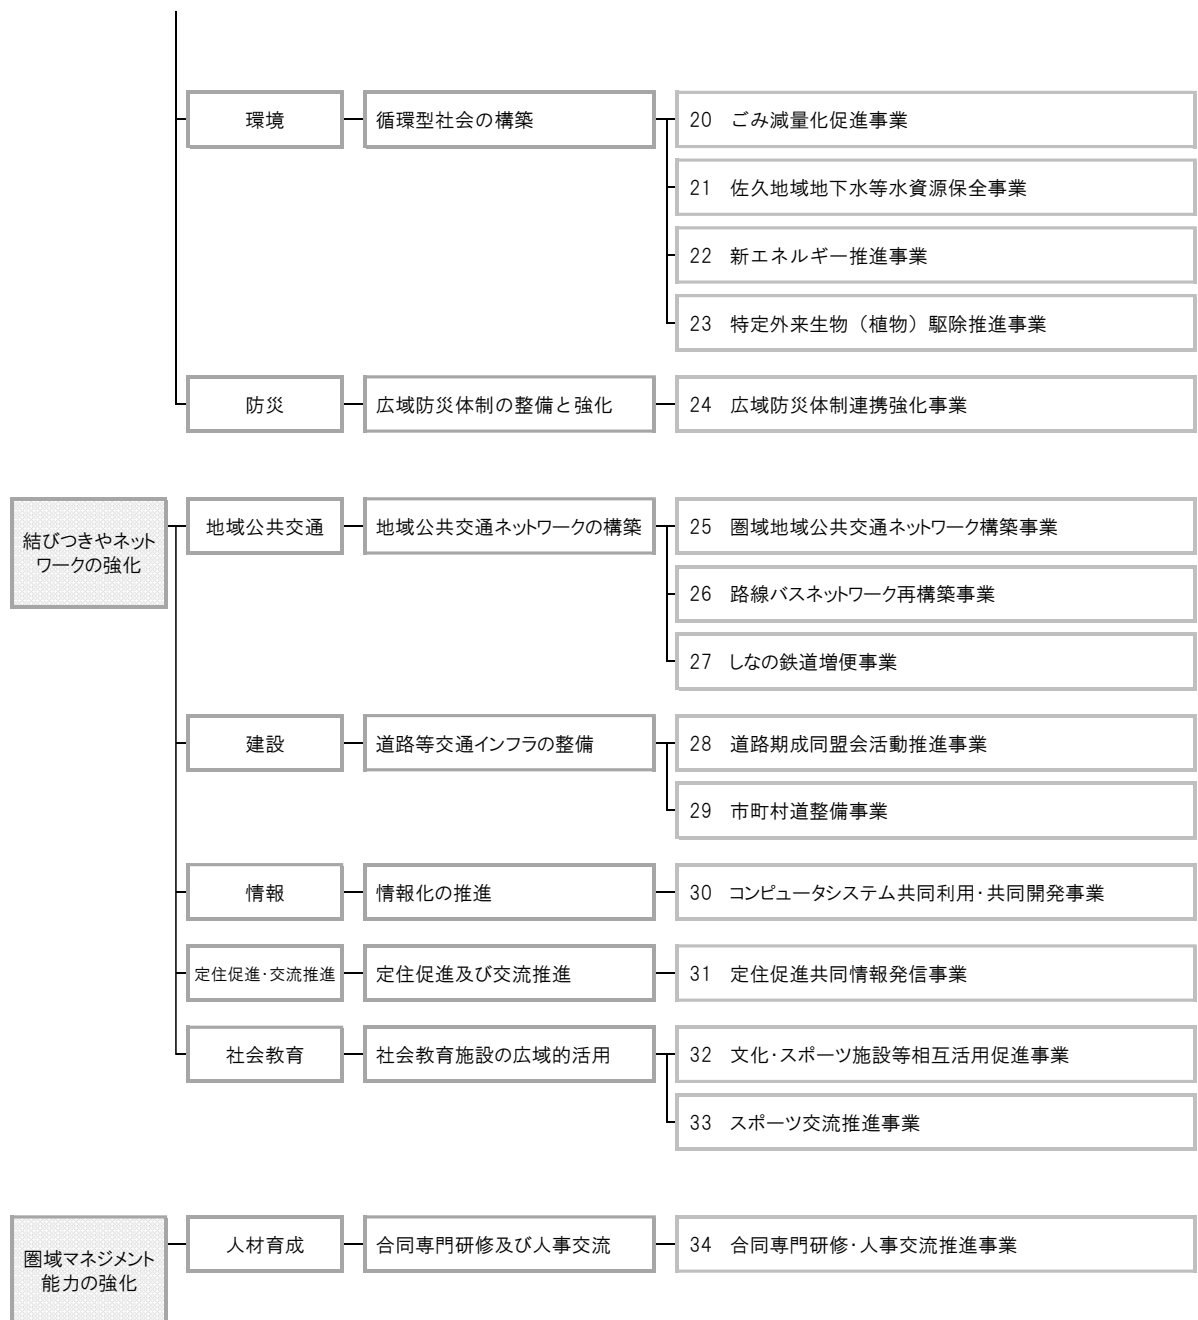 環境
循環型社会の構築
20 ごみ減量化促進事業
21 佐久地域地下水等水資源保全事業
22 新エネルギー推進事業
23 特定外来生物（植物）駆除推進事業
防災
広域防災体制の整備と強化
24 広域防災体制連携強化事業
結びつきやネット
ワークの強化
地域公共交通
地域公共交通ネットワークの構築
25 圏域地域公共交通ネットワーク構築事業
26 路線バスネットワーク再構築事業
27 しなの鉄道増便事業
建設
道路等交通インフラの整備
28 道路期成同盟会活動推進事業
29 市町村道整備事業
情報
情報化の推進
30 コンピュータシステム共同利用・共同開発事業
定住促進・交流推進
定住促進及び交流推進
31 定住促進共同情報発信事業
社会教育
社会教育施設の広域的活用
32 文化・スポーツ施設等相互活用促進事業
33 スポーツ交流推進事業
圏域マネジメント
能力の強化
人材育成
合同専門研修及び人事交流
34 合同専門研修・人事交流推進事業